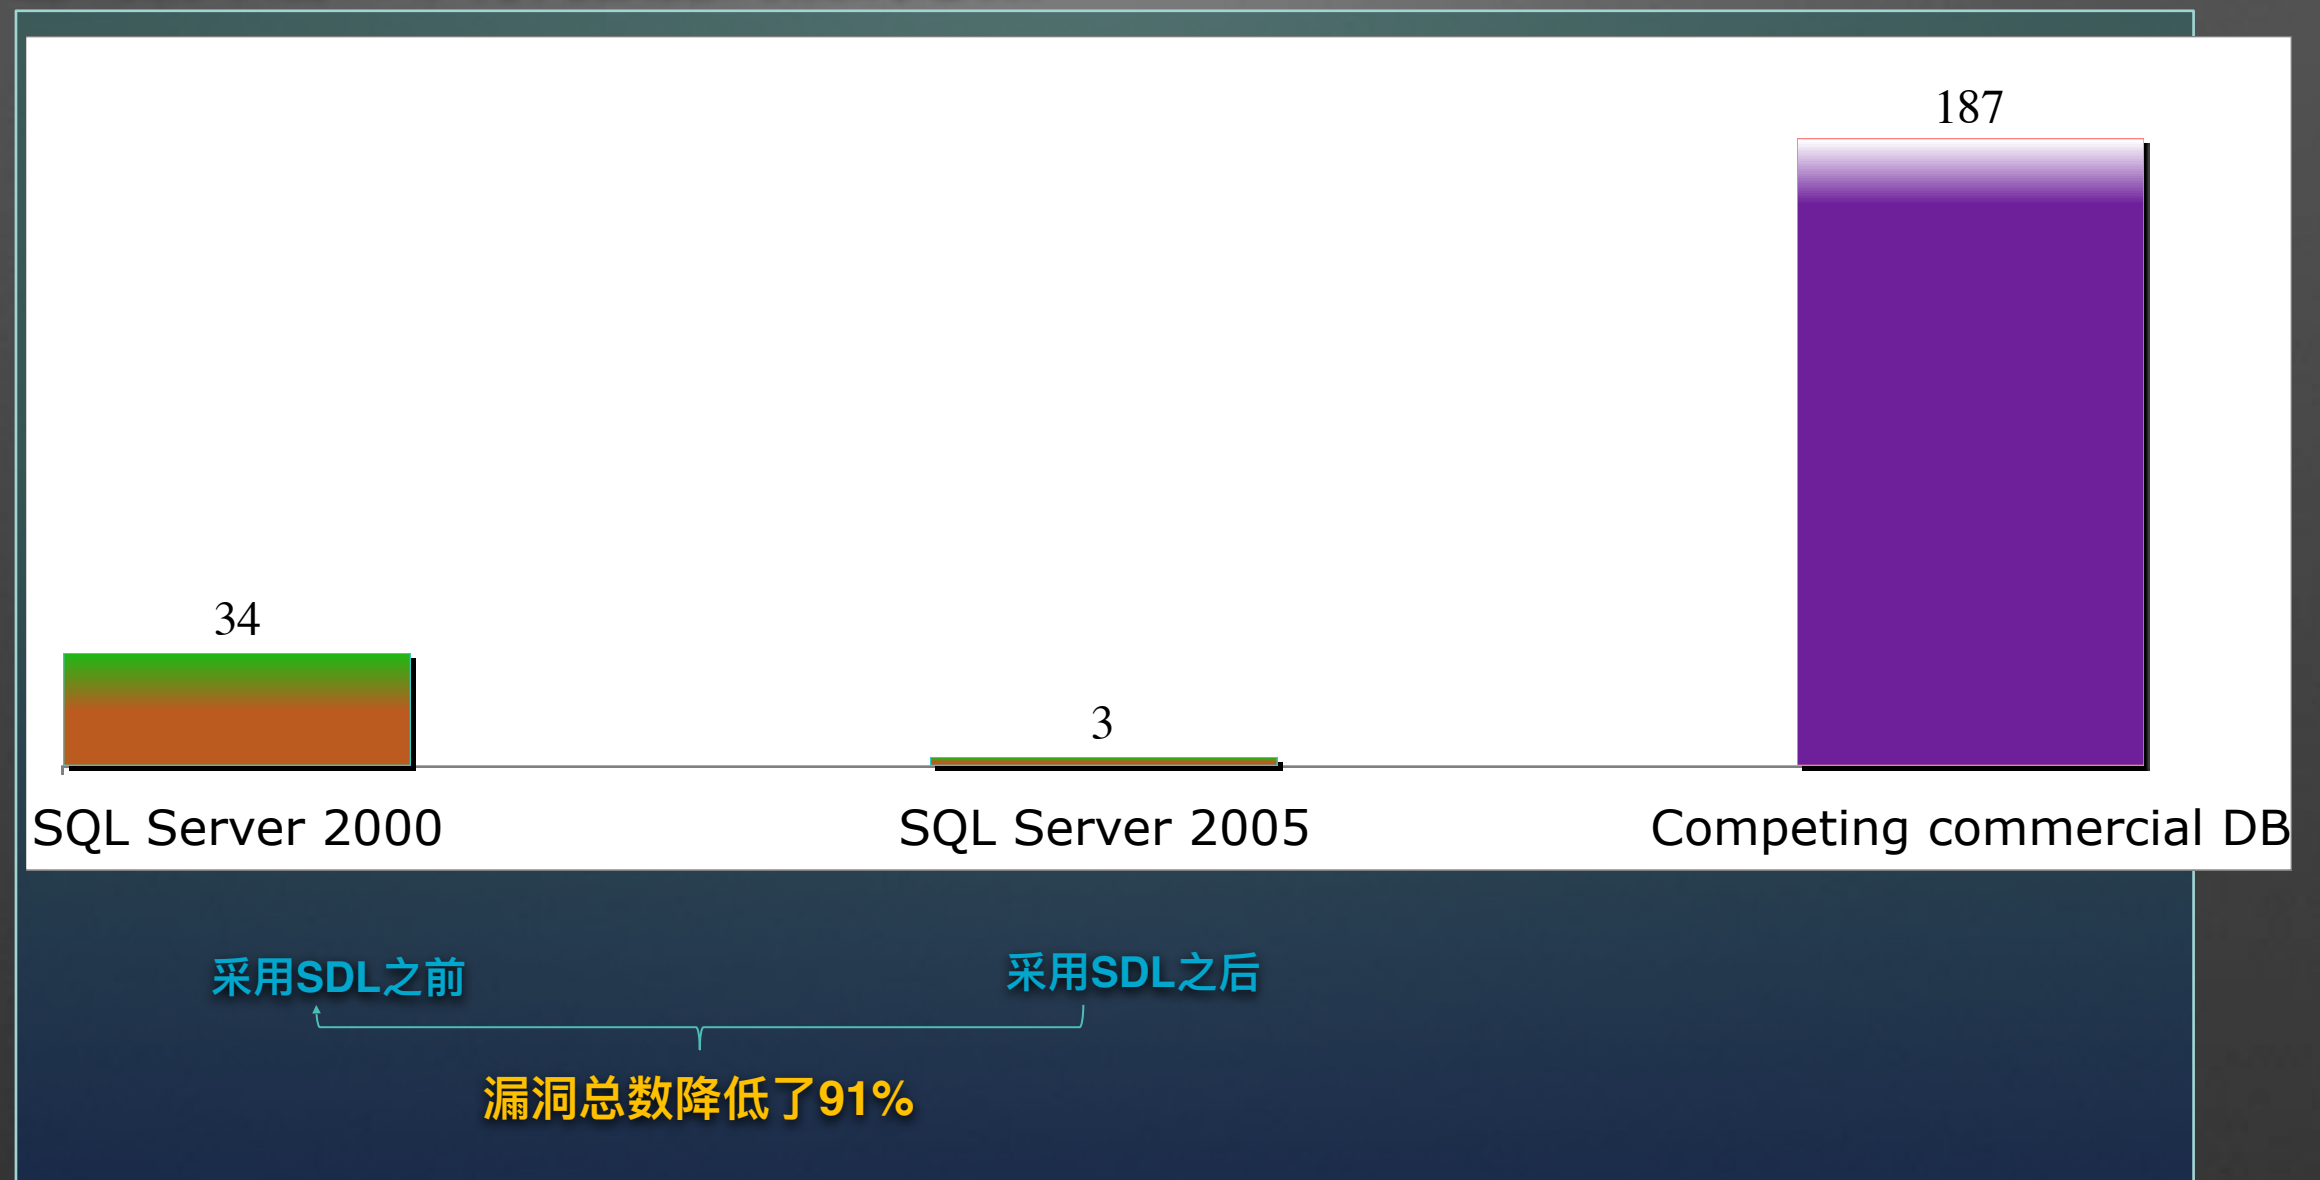 187
34
3
SQL Server 2000
SQL Server 2005
Competing commercial DB
采用SDL之前
采用SDL之后
漏洞总数降低了91%